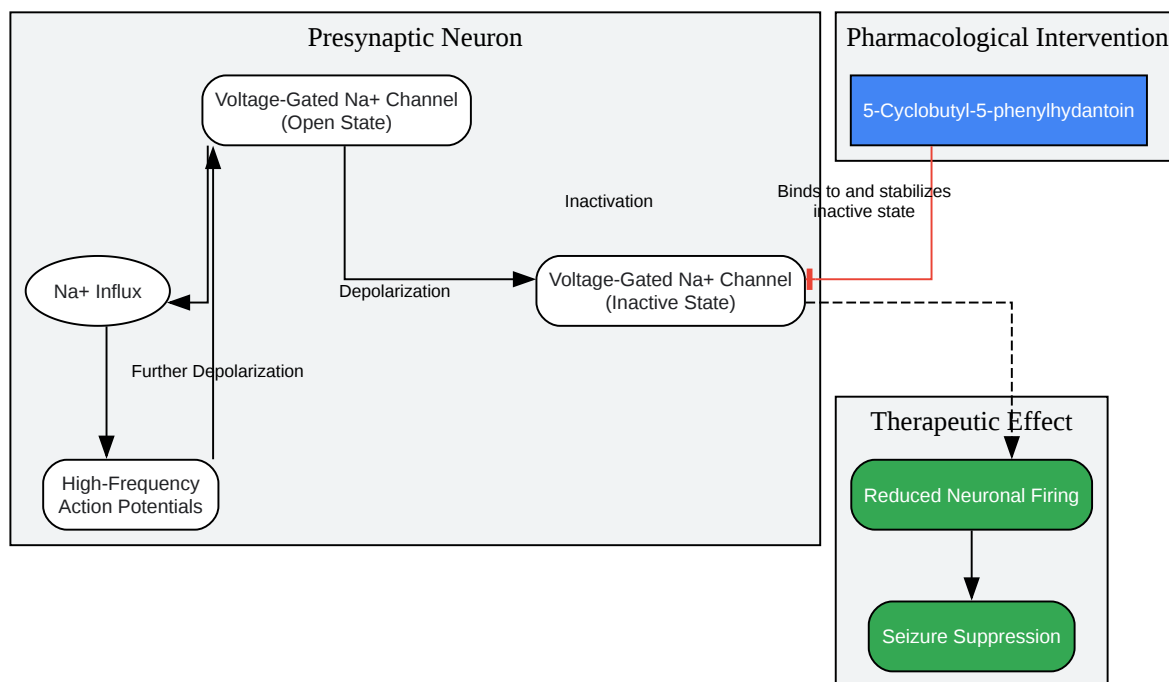 Presynaptic Neuron
Pharmacological Intervention
Voltage-Gated Na+ Channel
(Open State)
5-Cyclobutyl-5-phenylhydantoin
Inactivation
Binds to and stabilizes
inactive state
Na+ Influx
Depolarization
Voltage-Gated Na+ Channel
(Inactive State)
Further Depolarization
High-Frequency
Action Potentials
Therapeutic Effect
Reduced Neuronal Firing
Seizure Suppression